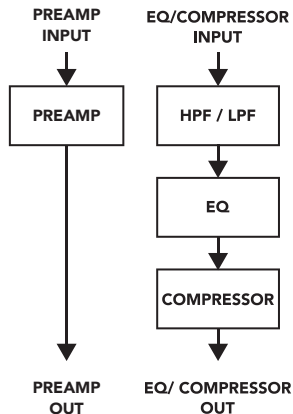 PREAMP
INPUT
PREAMP
PREAMP
OUT
EQ/COMPRESSOR
INPUT
HPF / LPF
EQ
COMPRESSOR
EQ/ COMPRESSOR
OUT